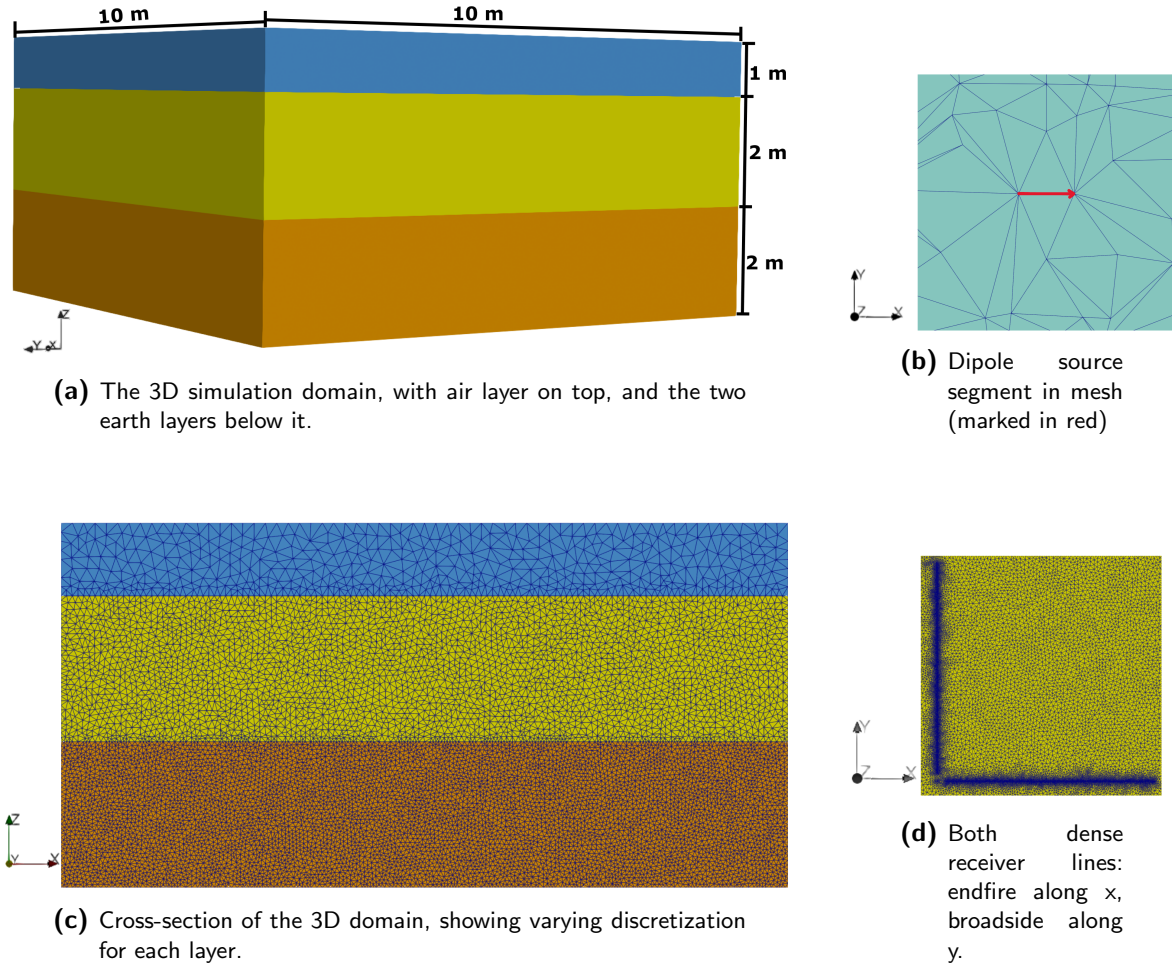 10 m
10 m
1 m
2 m
2 m
Z
Y X
(a) The 3D simulation domain, with air layer on top, and the two
earth layers below it.
Y
Z X
(b) Dipole source
segment in mesh
(marked in red)
Z
Y X
(c) Cross-section of the 3D domain, showing varying discretization
for each layer.
Y
Z X
(d) Both dense
receiver lines:
endfire along x,
broadside along
y.